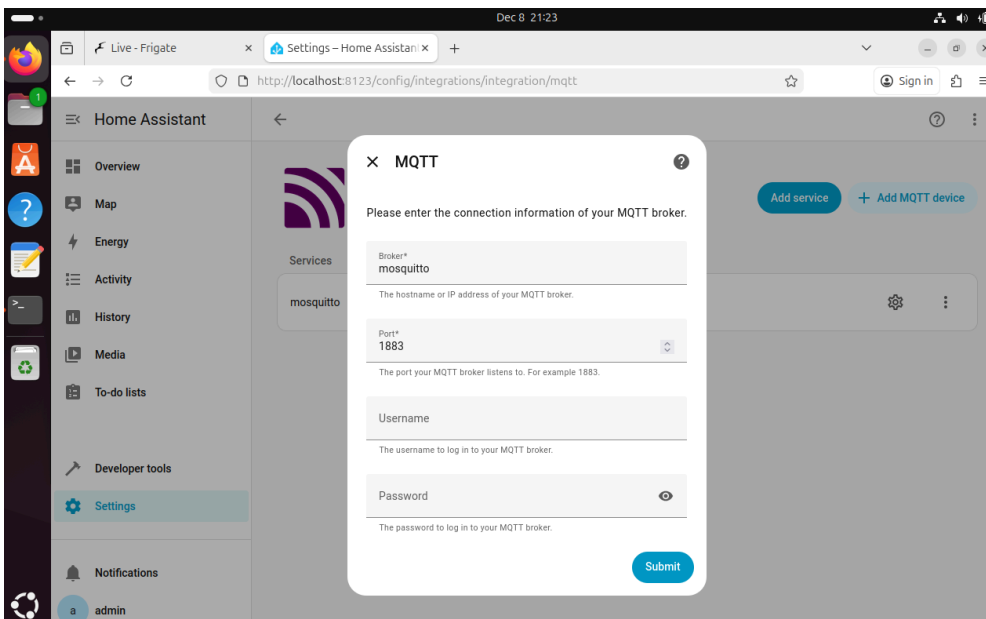 Dec 8 21:23
Live - Frigate
Settings – Home Assistan
http://localhost:8123/config/integrations/integration/mqtt
Sign in
1
Home Assistant
Overview
Map
Energy
Activity
History
Media
To-do lists
Developer tools
Settings
Notifications
a admin
Add service
+ Add MQTT device
Services
mosquitto
MQTT
Please enter the connection information of your MQTT broker.
Broker*
mosquitto
The hostname or IP address of your MQTT broker.
Port*
1883
The port your MQTT broker listens to. For example 1883.
Username
The username to log in to your MQTT broker.
Password
The password to log in to your MQTT broker.
Submit